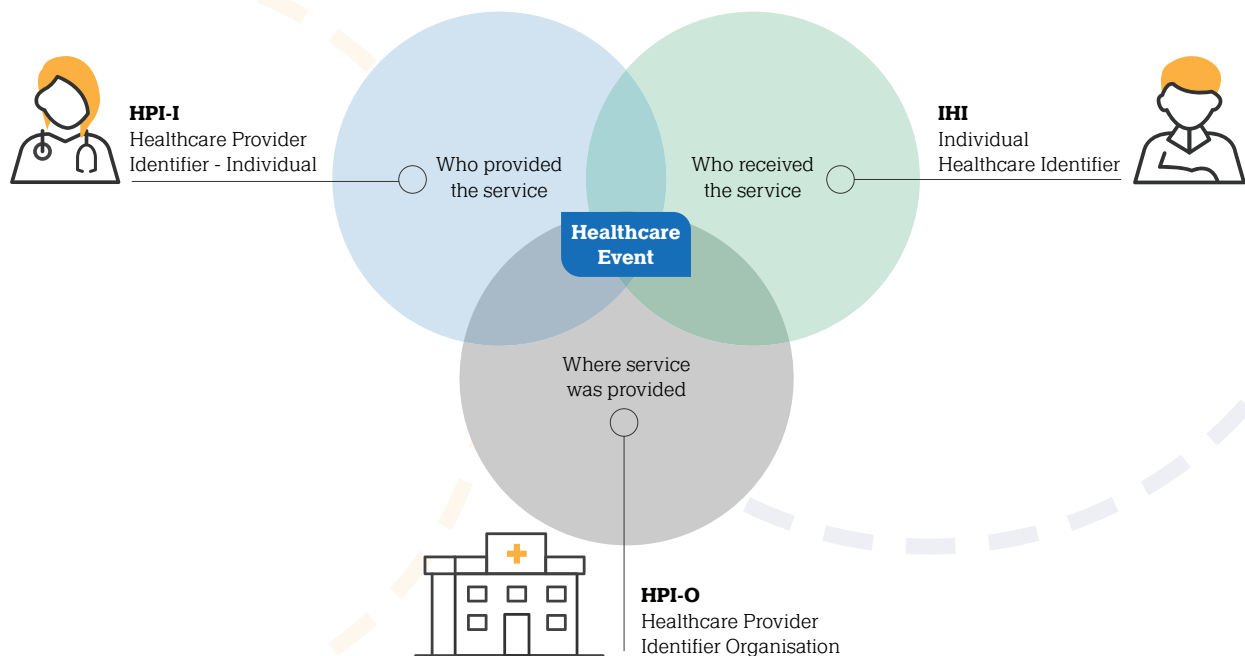 HPI-I
Healthcare Provider
Identifier - Individual
Who provided
the service
Who received
the service
IHI
Individual
Healthcare Identifier
Healthcare
Event
Where service
was provided
HPI-O
Healthcare Provider
Identifier Organisation